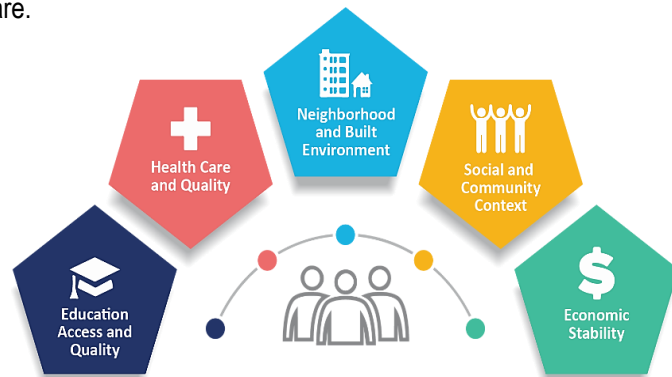 are.
Neighborhood
and Built
Environment
Health Care
and Quality
Social and
Community
Context
Education
Access and
Quality
$
Economic
Stability